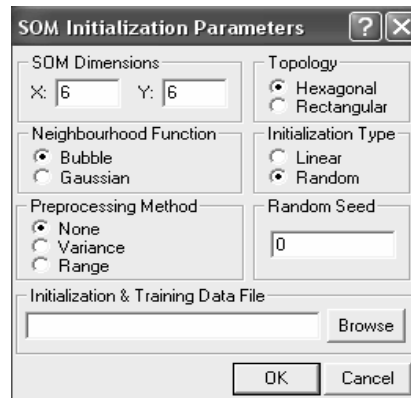 SOM Initialization Parameters
SOM Dimensions
X: 6 Y: 6
Topology
Hexagonal
Rectangular
Neighbourhood Function
Bubble
Gaussian
Initialization Type
Linear
Random
Preprocessing Method
None
Variance
Range
Random Seed
0
Initialization & Training Data File
Browse
OK Cancel